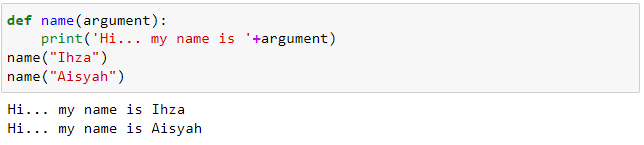 def name(argument):
    print('Hi... my name is '+argument)
name("Ihza")
name("Aisyah")
Hi... my name is Ihza
Hi... my name is Aisyah